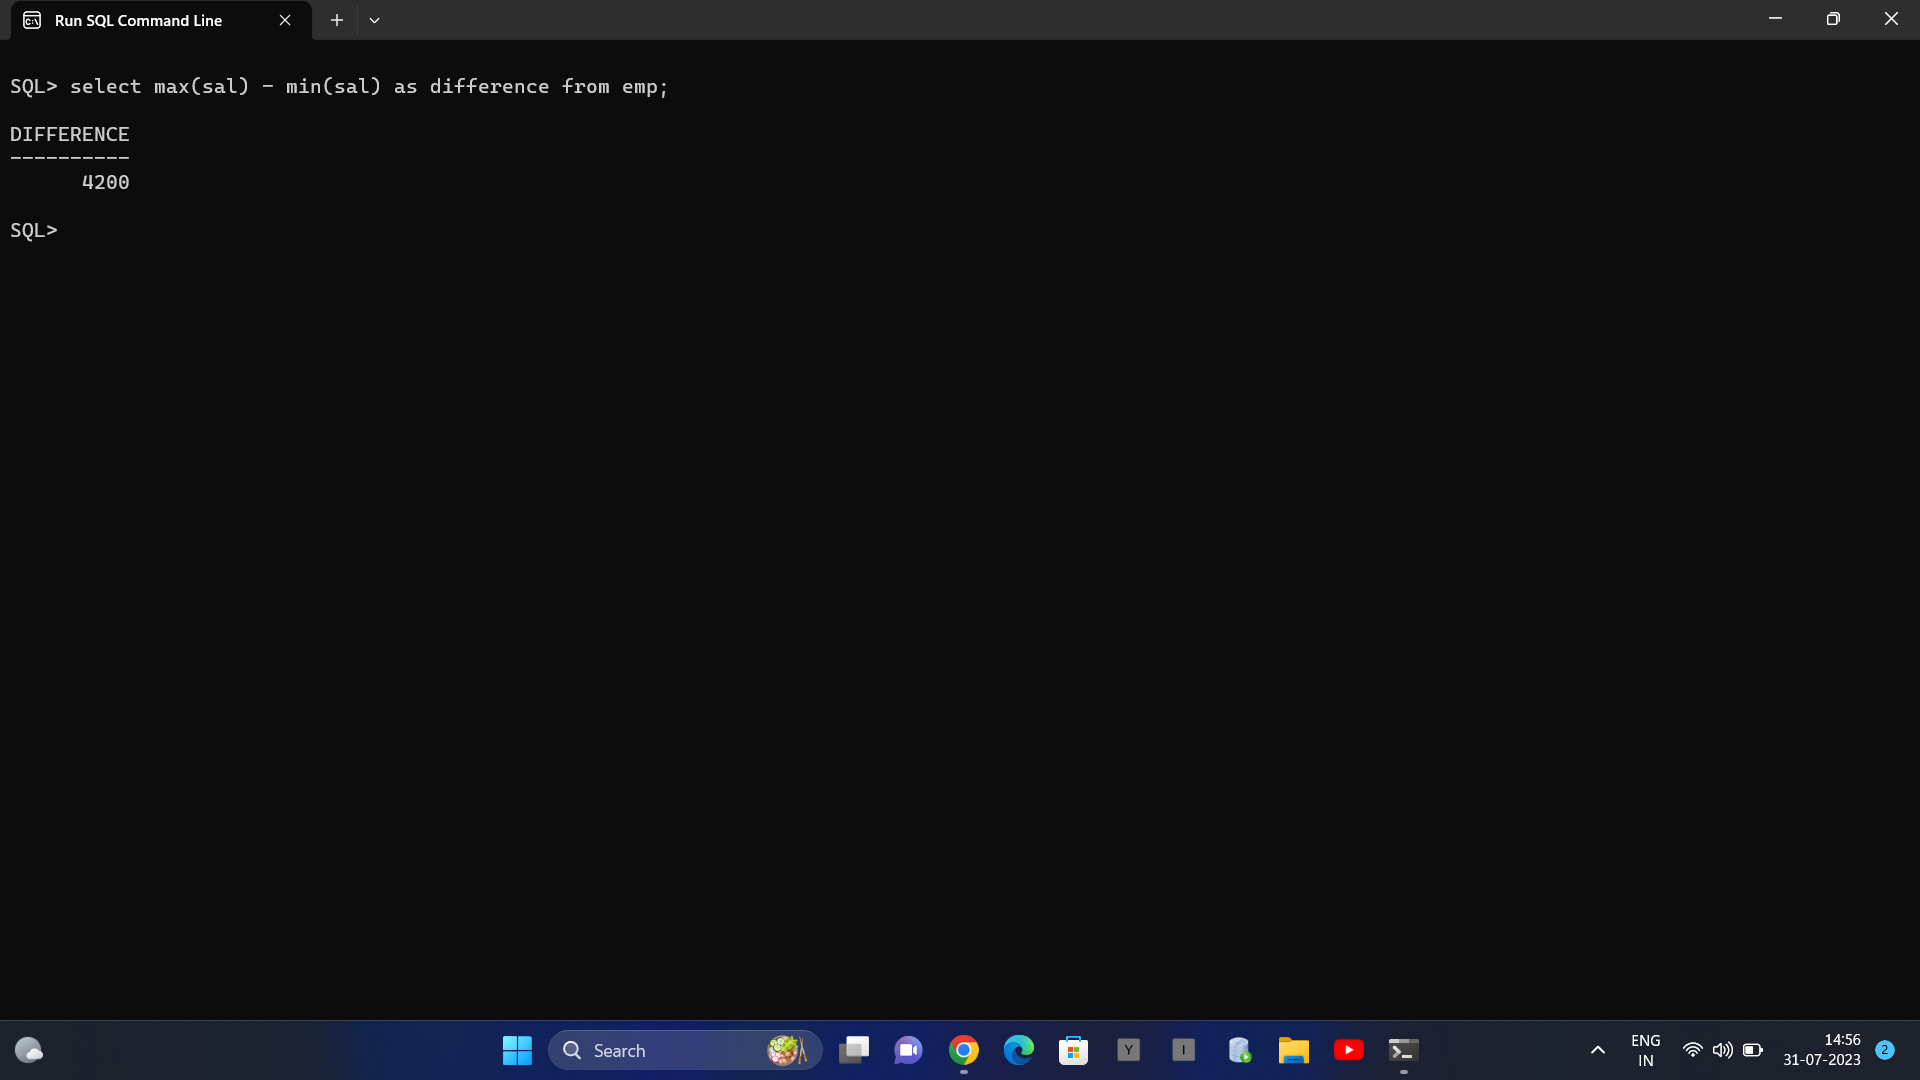 Run SQL Command Line
SQL> select max(sal) - min(sal) as difference from emp;
DIFFERENCE
----------
4200
SQL>
Search
Y
I
ENG
IN
14:56
31-07-2023
2